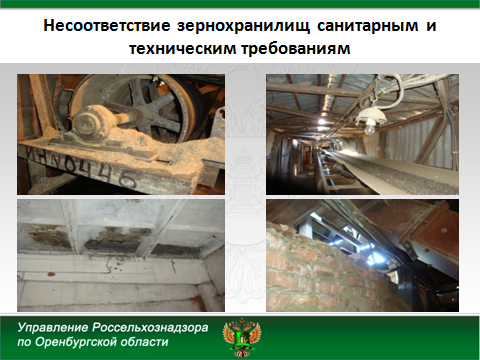 Несоответствие зернохранилищ санитарным и
техническим требованиям
Управление Россельхознадзора
по Оренбургской области